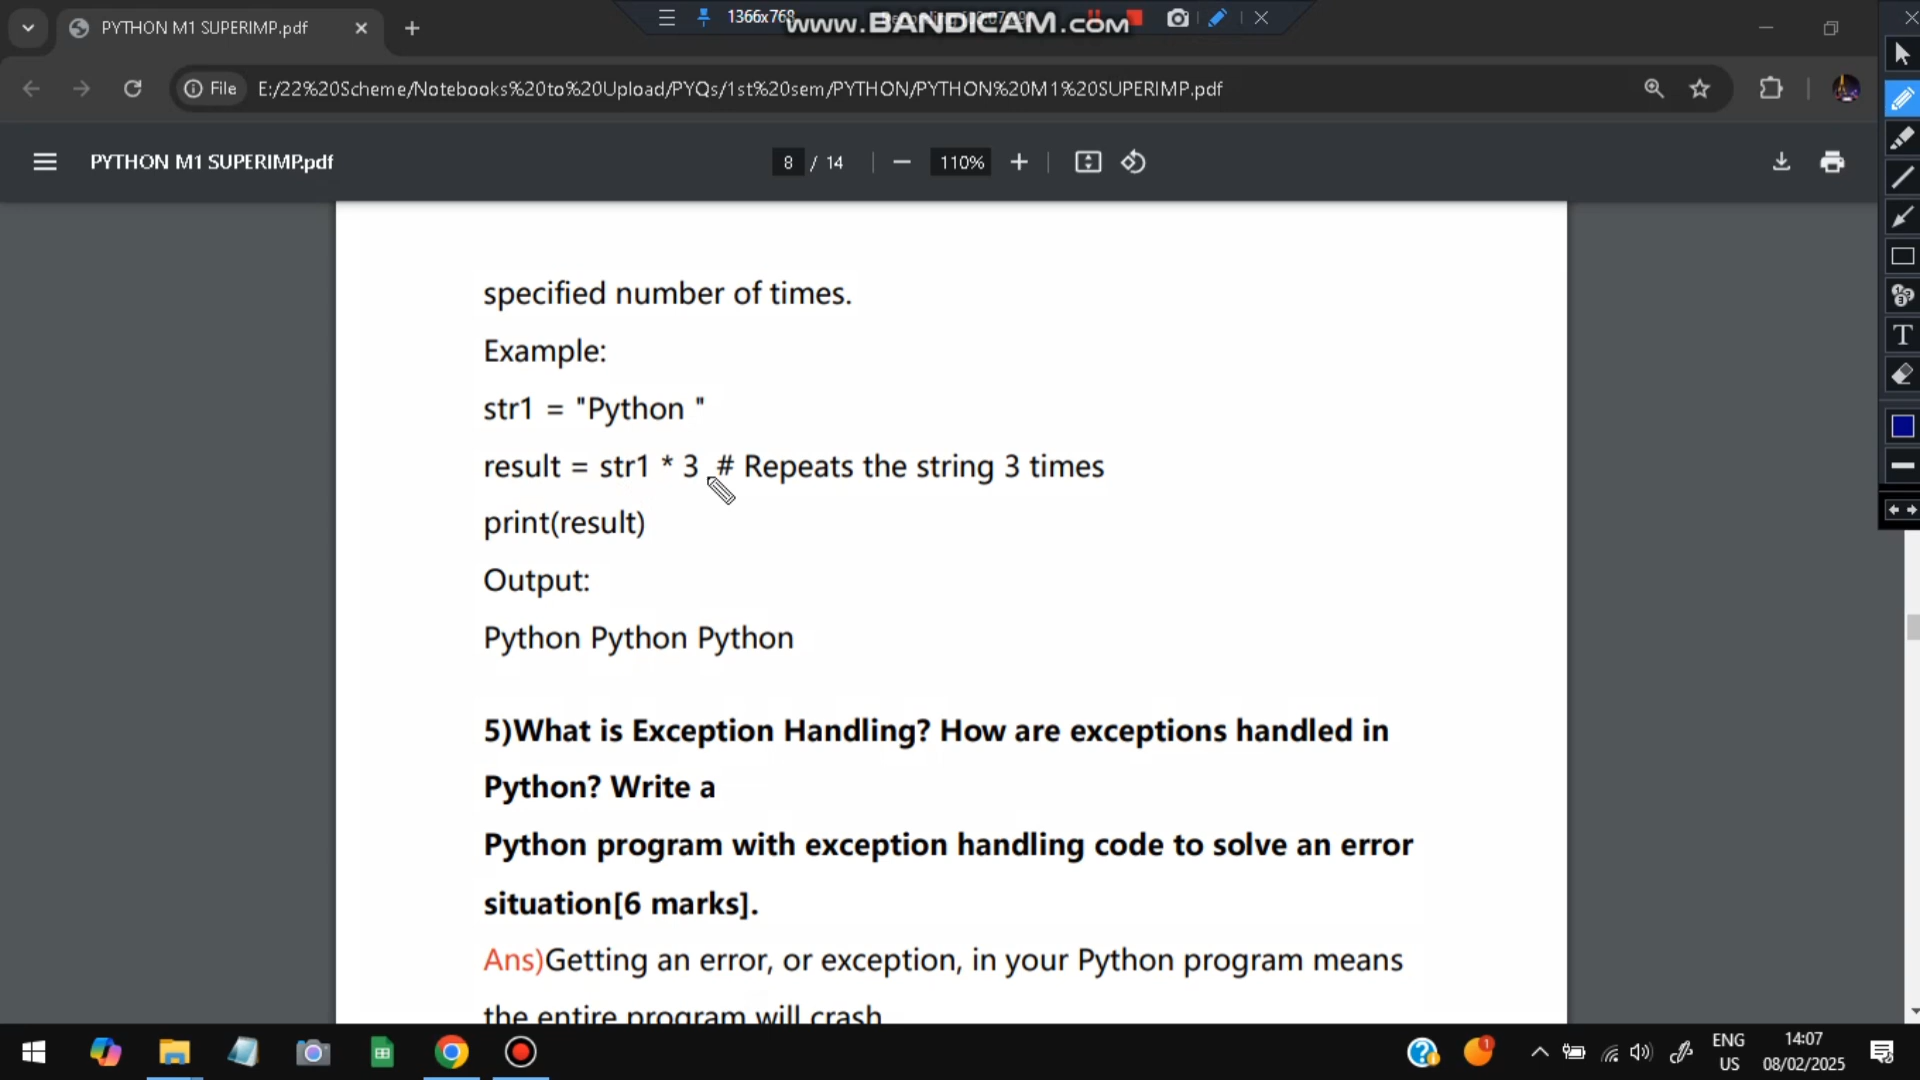 PYTHON M1 SUPERIMP.pdf
1366x768
www.BANDICAM.com
File
E:/22%20Scheme/Notebooks%20to%20Upload/PYQs/1st%20sem/PYTHON/PYTHON%20M1%20SUPERIMP.pdf
PYTHON M1 SUPERIMP.pdf
8 / 14
110%
specified number of times.
Example:
str1 = "Python "
result = str1 * 3 # Repeats the string 3 times
print(result)
Output:
Python Python Python
5)What is Exception Handling? How are exceptions handled in
Python? Write a
Python program with exception handling code to solve an error
situation[6 marks].
Ans)Getting an error, or exception, in your Python program means
the entire program will crash
T
1
ENG
US
14:07
08/02/2025